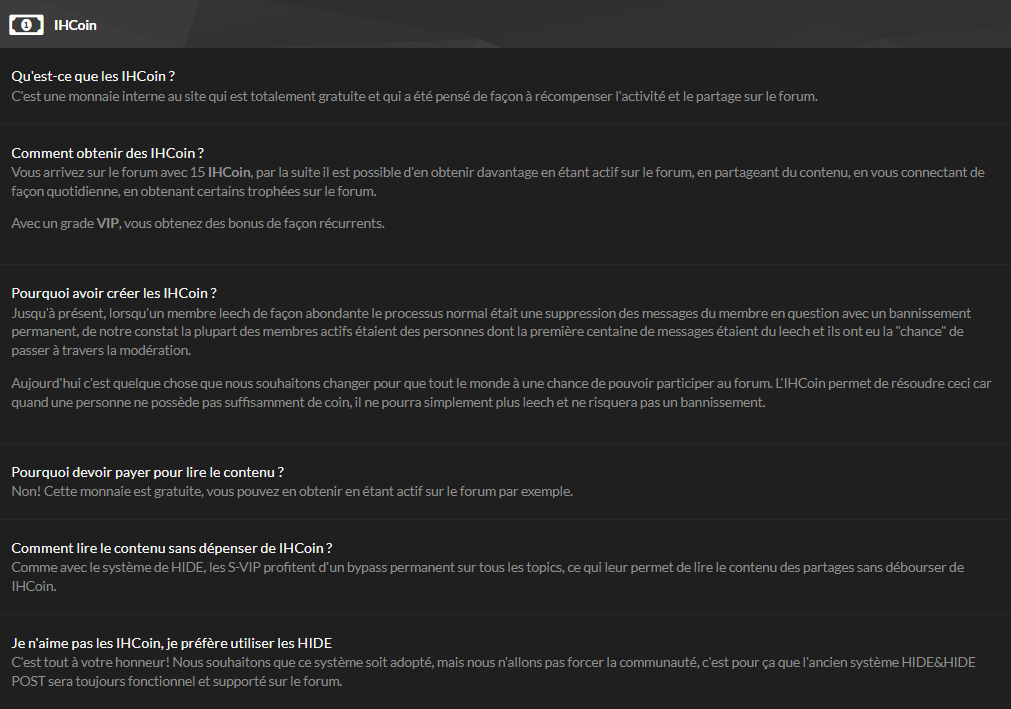 IHCoin
Qu'est-ce que les IHCoin ?
C'est une monnaie interne au site qui est totalement gratuite et qui a été pensé de façon à récompenser l'activité et le partage sur le forum.
Comment obtenir des IHCoin ?
Vous arrivez sur le forum avec 15 IHCoin, par la suite il est possible d'en obtenir davantage en étant actif sur le forum, en partageant du contenu, en vous connectant de
façon quotidienne, en obtenant certains trophées sur le forum.
Avec un grade VIP, vous obtenez des bonus de façon récurrents.
Pourquoi avoir créer les IHCoin ?
Jusqu'à présent, lorsqu'un membre leech de façon abondante le processus normal était une suppression des messages du membre en question avec un bannissement
permanent, de notre constat la plupart des membres actifs étaient des personnes dont la première centaine de messages étaient du leech et ils ont eu la "chance" de
passer à travers la modération.
Aujourd'hui c'est quelque chose que nous souhaitons changer pour que tout le monde à une chance de pouvoir participer au forum. L'IHCoin permet de résoudre ceci car
quand une personne ne possède pas suffisamment de coin, il ne pourra simplement plus leech et ne risquera pas un bannissement.
Pourquoi devoir payer pour lire le contenu ?
Non! Cette monnaie est gratuite, vous pouvez en obtenir en étant actif sur le forum par exemple.
Comment lire le contenu sans dépenser de IHCoin ?
Comme avec le système de HIDE, les S-VIP profitent d'un bypass permanent sur tous les topics, ce qui leur permet de lire le contenu des partages sans débourser de
IHCoin.
Je n'aime pas les IHCoin, je préfère utiliser les HIDE
C'est tout à votre honneur! Nous souhaitons que ce système soit adopté, mais nous n'allons pas forcer la communauté, c'est pour ça que l'ancien système HIDE&HIDE
POST sera toujours fonctionnel et supporté sur le forum.